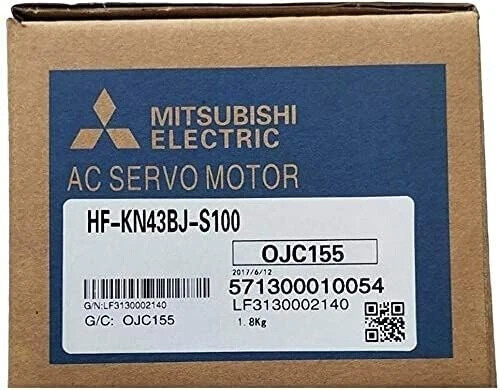 MITSUBISHI
ELECTRIC
AC SERVO MOTOR
HF-KN43BJ-S100
OJC155
2017/6/12
571300010054
G/N:LF3130002140
LF3130002140
G/C: OJC155
1.8Kg